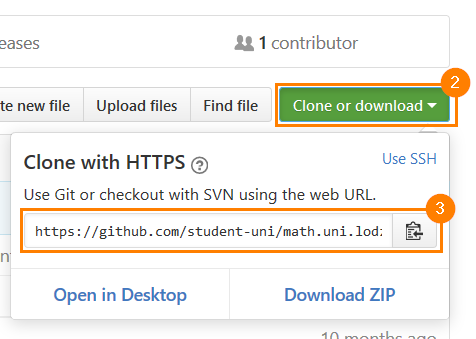 eases
1 contributor
te new file
Upload files
Find file
Clone or download
2
Clone with HTTPS ?
Use SSH
Use Git or checkout with SVN using the web URL.
3
https://github.com/student-uni/math.uni.lodz
Open in Desktop
Download ZIP
10 months ago